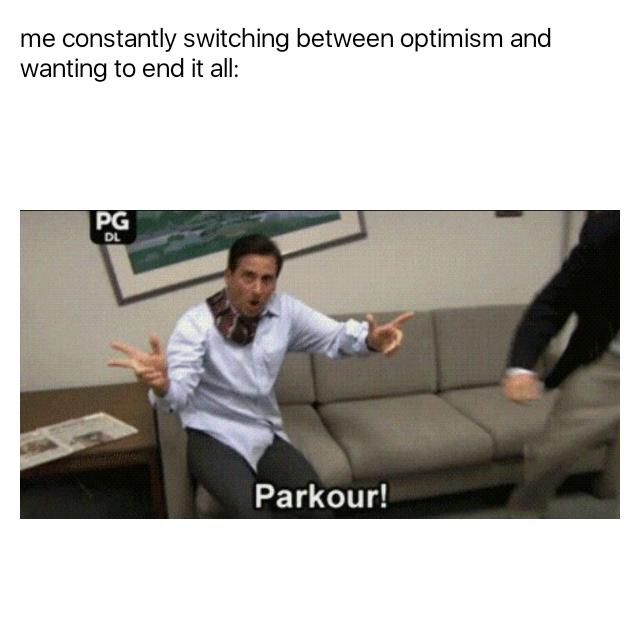 me constantly switching between optimism and
wanting to end it all:
PG
DL
Parkour!